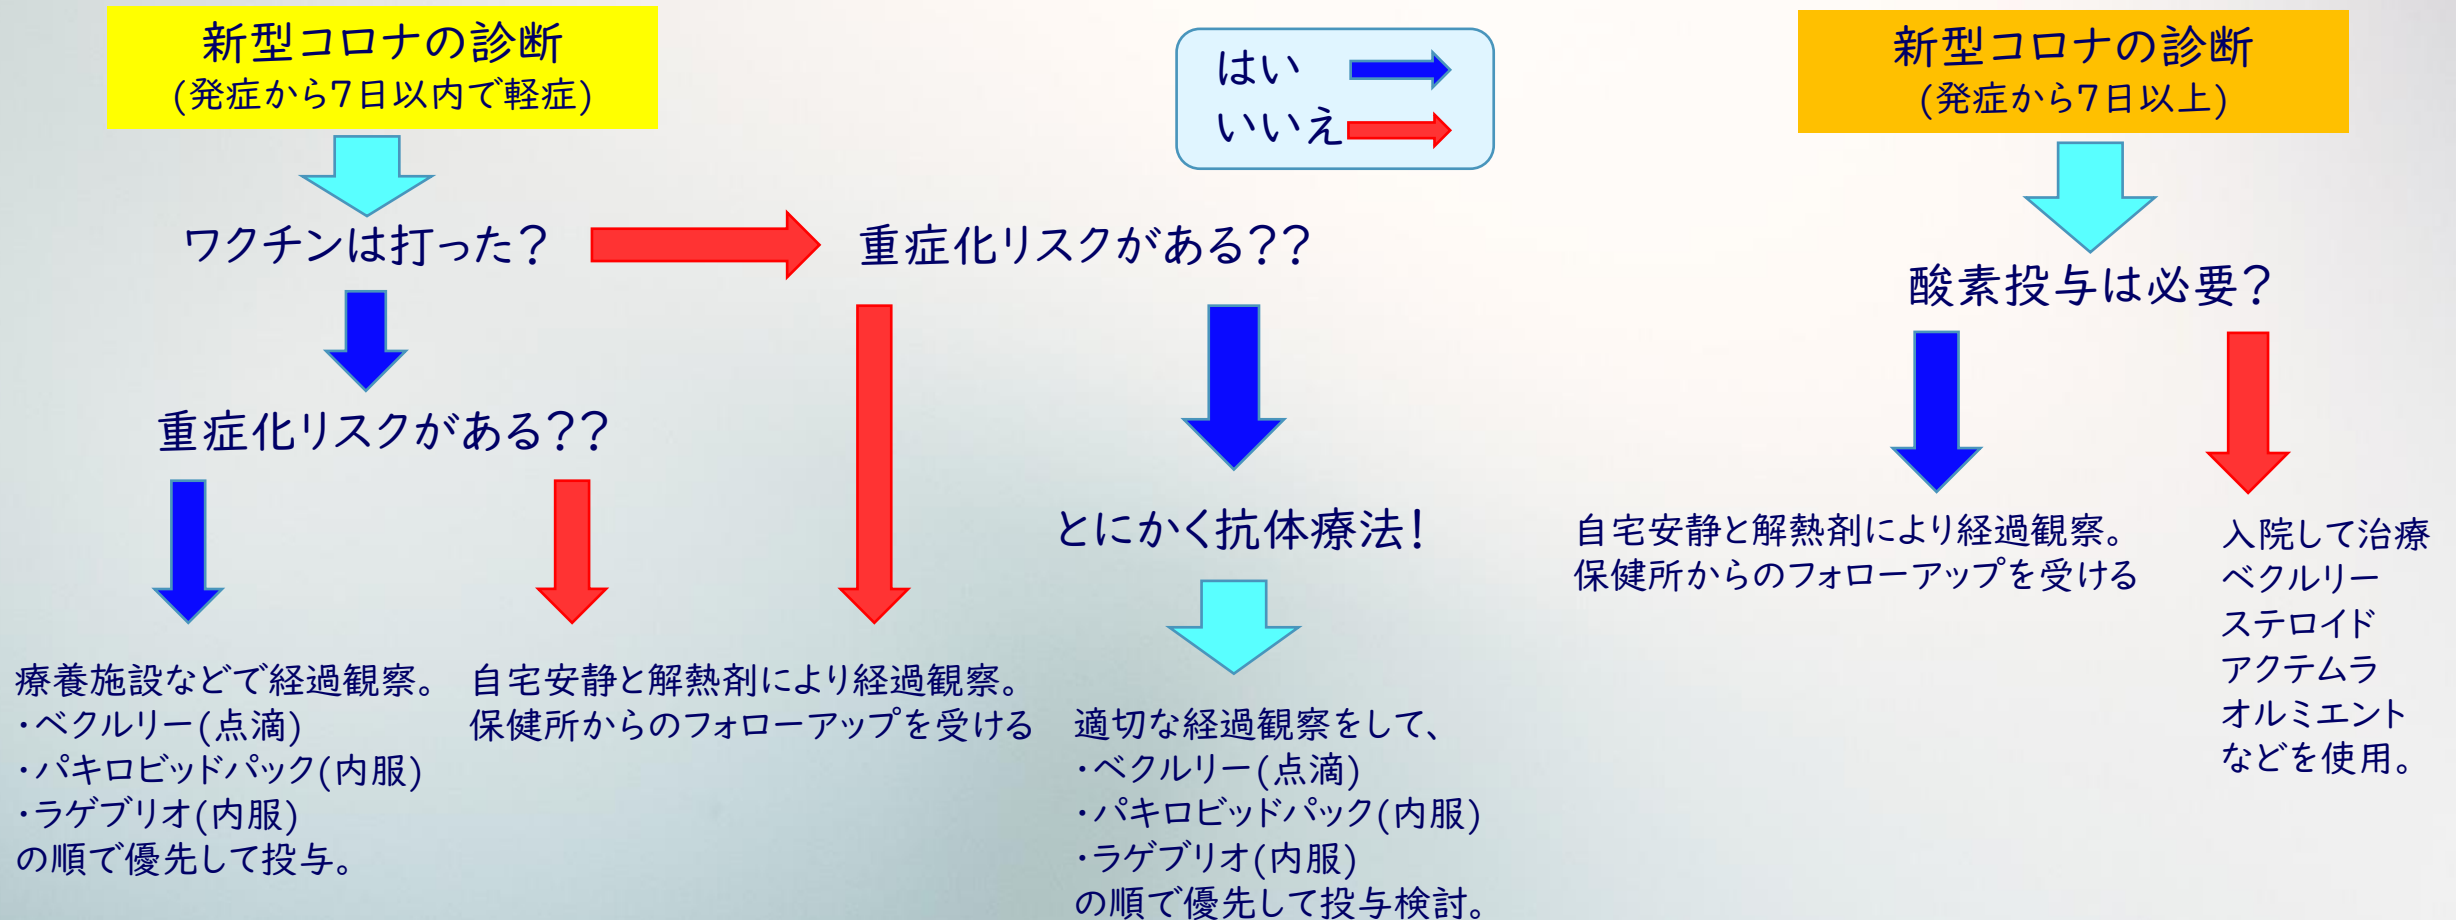 新型コロナの診断
(発症から7日以内で軽症)
はい
いいえ
新型コロナの診断
(発症から7日以上)
ワクチンは打った?
重症化リスクがある??
酸素投与は必要?
重症化リスクがある??
とにかく抗体療法!
自宅安静と解熱剤により経過観察。
保健所からのフォローアップを受ける
入院して治療
ベクルリー
ステロイド
アクテムラ
オルミエント
などを使用。
療養施設などで経過観察。
・ベクルリー(点滴)
・パキロビッドパック(内服)
・ラゲブリオ(内服)
の順で優先して投与。
自宅安静と解熱剤により経過観察。
保健所からのフォローアップを受ける
適切な経過観察をして、
・ベクルリー(点滴)
・パキロビッドパック(内服)
・ラゲブリオ(内服)
の順で優先して投与検討。